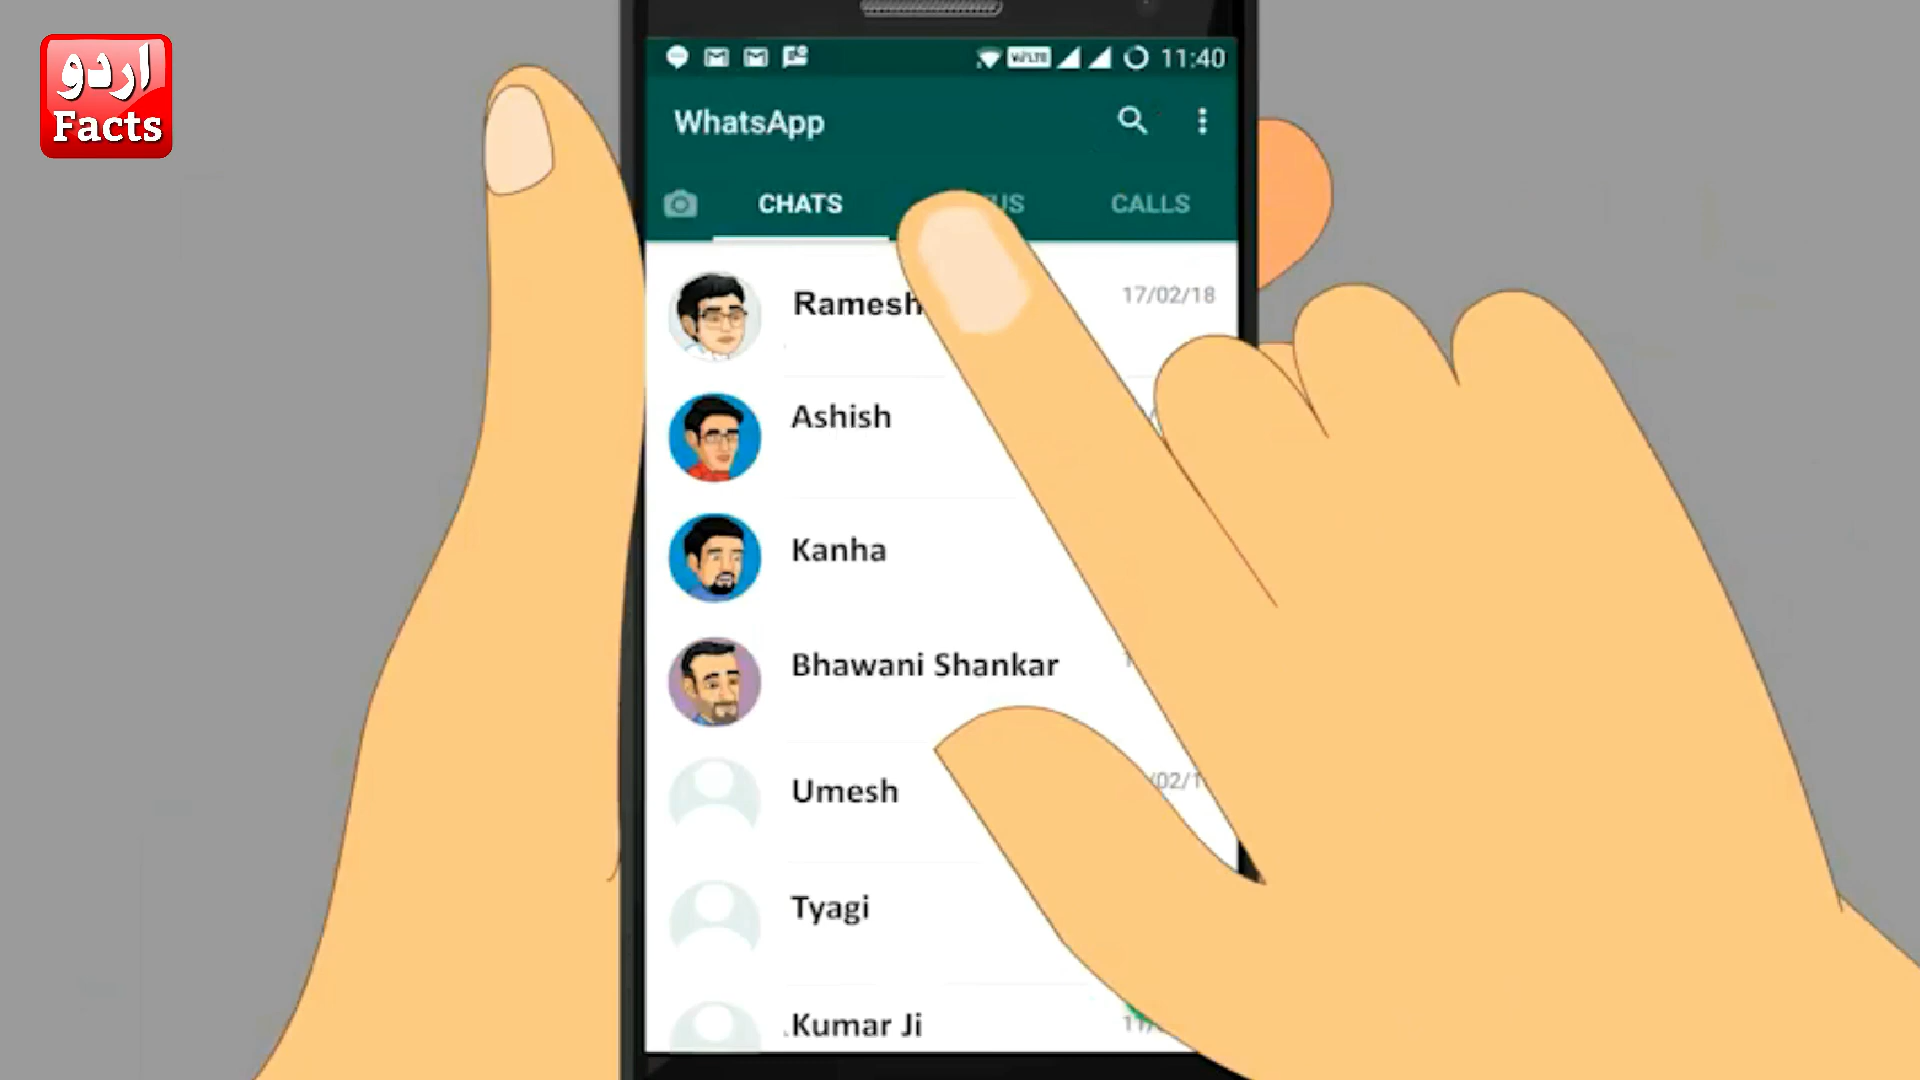 اردو
Facts
VoLTE 11:40
WhatsApp
CHATS CALLS
Ramesh 17/02/18
Ashish
Kanha
Bhawani Shankar
Umesh
Tyagi
Kumar Ji